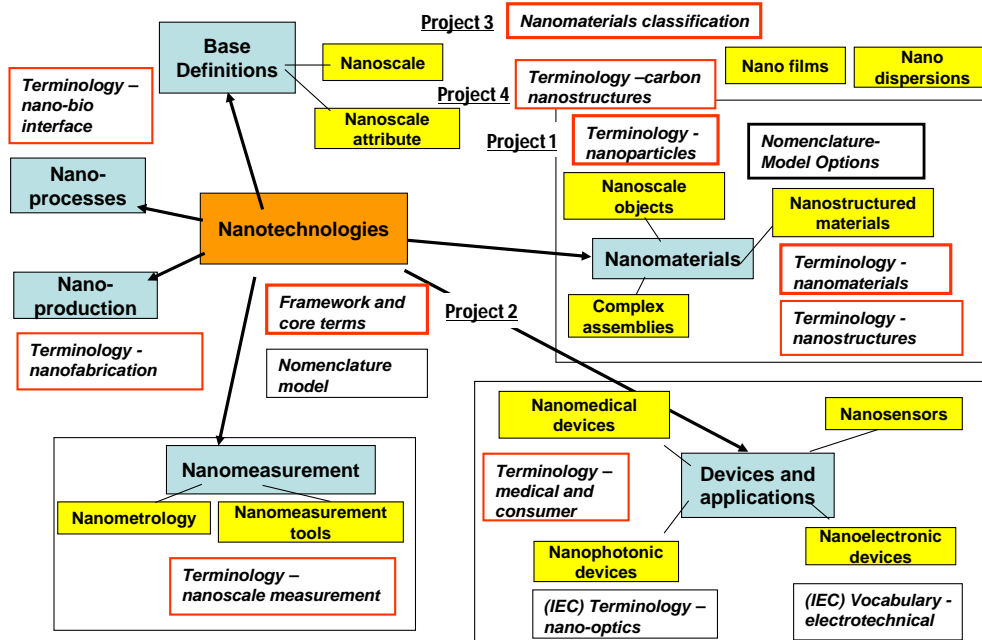 Project 3
Nanomaterials classification
Base
Definitions
Nanoscale
Nano films
Nano
dispersions
Terminology –
nano-bio
interface
Project 4
Terminology –carbon
nanostructures
Nanoscale
attribute
Project 1
Terminology -
nanoparticles
Nomenclature-
Model Options
Nano-
processes
Nanotechnologies
Nanoscale
objects
Nanostructured
materials
Nanomaterials
Nano-
production
Framework and
core terms
Project 2
Complex
assemblies
Terminology
-nanomaterials
Terminology -
nanostructures
Terminology -
nanofabrication
Nomenclature
model
Nanomedical
devices
Nanosensors
Nanomeasurement
Terminology –
medical and
consumer
Devices and
applications
Nanometrology
Nanomeasurement
tools
Nanophotonic
devices
Nanoelectronic
devices
Terminology –
nanoscale measurement
(IEC) Terminology –
nano-optics
(IEC) Vocabulary -
electrotechnical